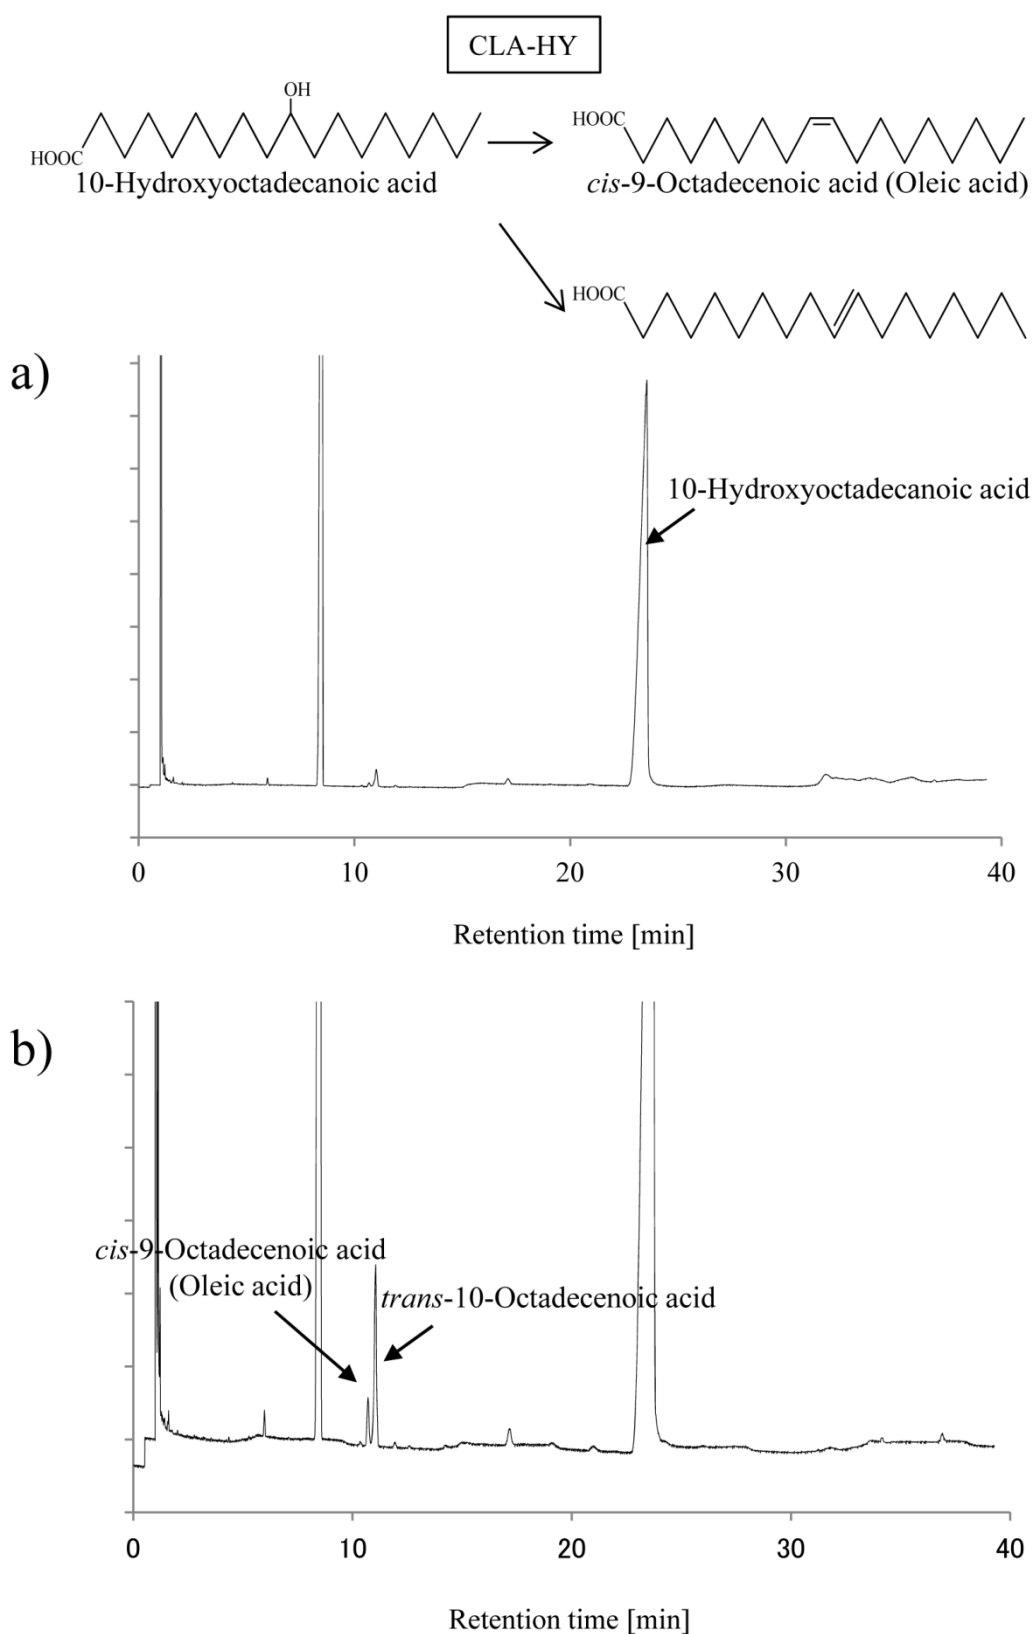 CLA-HY
OH
HOOC
10-Hydroxyoctadecanoic acid
HOOC
cis-9-Octadecenoic acid (Oleic acid)
HOOC
a)
10-Hydroxyoctadecanoic acid
0 10 20 30 40
Retention time [min]
b)
cis-9-Octadecenoic acid
(Oleic acid)
trans-10-Octadecenoic acid
0 10 20 30 40
Retention time [min]